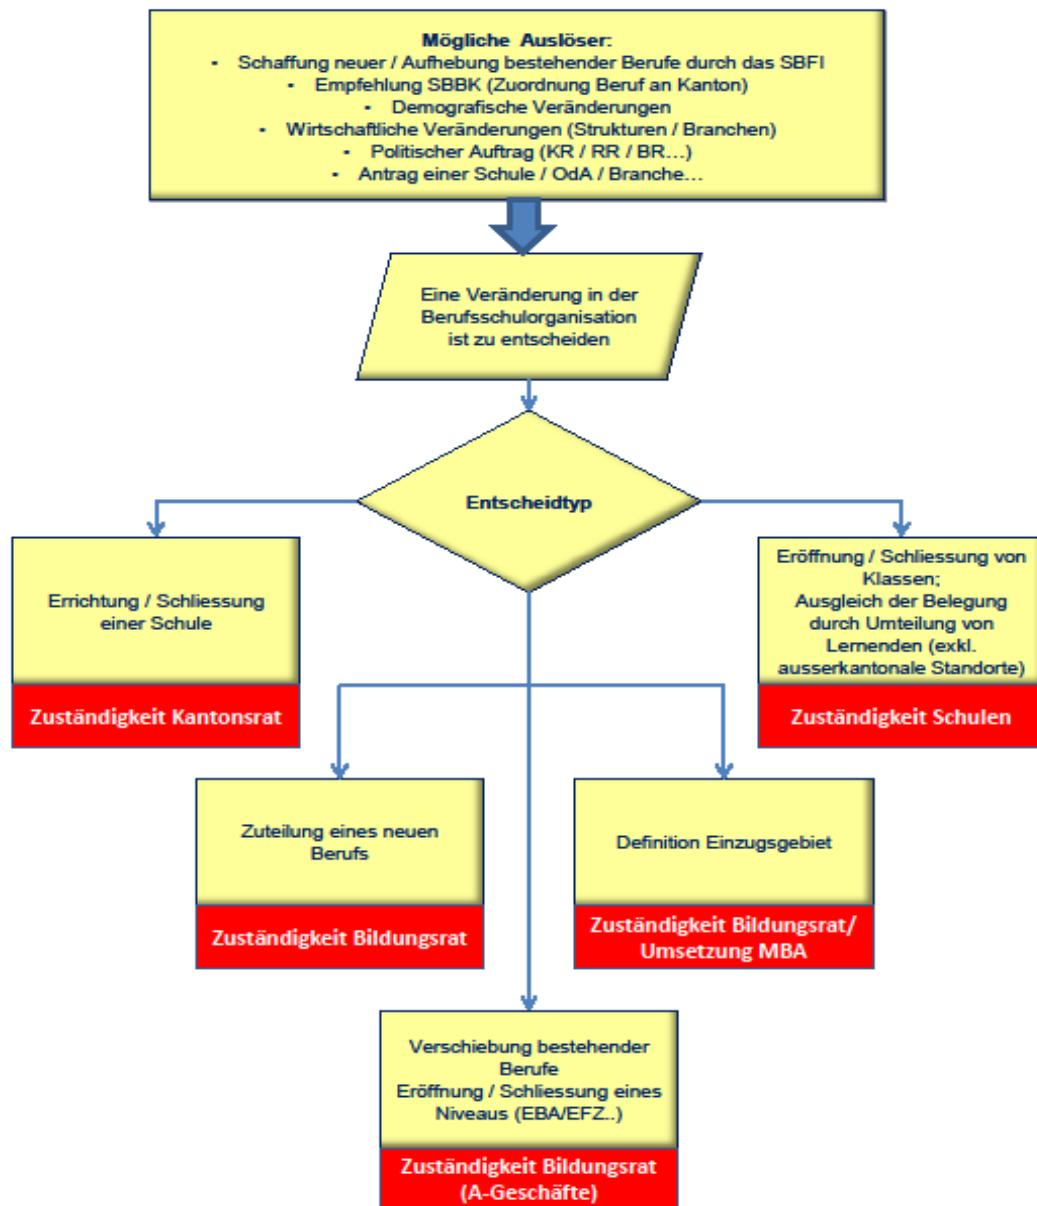 Mögliche Auslöser:
• Schaffung neuer / Aufhebung bestehender Berufe durch das SBFI
• Empfehlung SBBK (Zuordnung Beruf an Kanton)
• Demografische Veränderungen
• Wirtschaftliche Veränderungen (Strukturen / Branchen)
• Politischer Auftrag (KR / RR / BR…)
• Antrag einer Schule / OdA / Branche…
Eine Veränderung in der
Berufsschulorganisation
ist zu entscheiden
Entscheidtyp
Errichtung / Schliessung
einer Schule
Zuständigkeit Kantonsrat
Eröffnung / Schliessung von
Klassen;
Ausgleich der Belegung
durch Umteilung von
Lernenden (exkl.
ausserkantonale Standorte)
Zuständigkeit Schulen
Zuteilung eines neuen
Berufs
Zuständigkeit Bildungsrat
Definition Einzugsgebiet
Zuständigkeit Bildungsrat/
Umsetzung MBA
Verschiebung bestehender
Berufe
Eröffnung / Schliessung eines
Niveaus (EBA/EFZ..)
Zuständigkeit Bildungsrat
(A-Geschäfte)